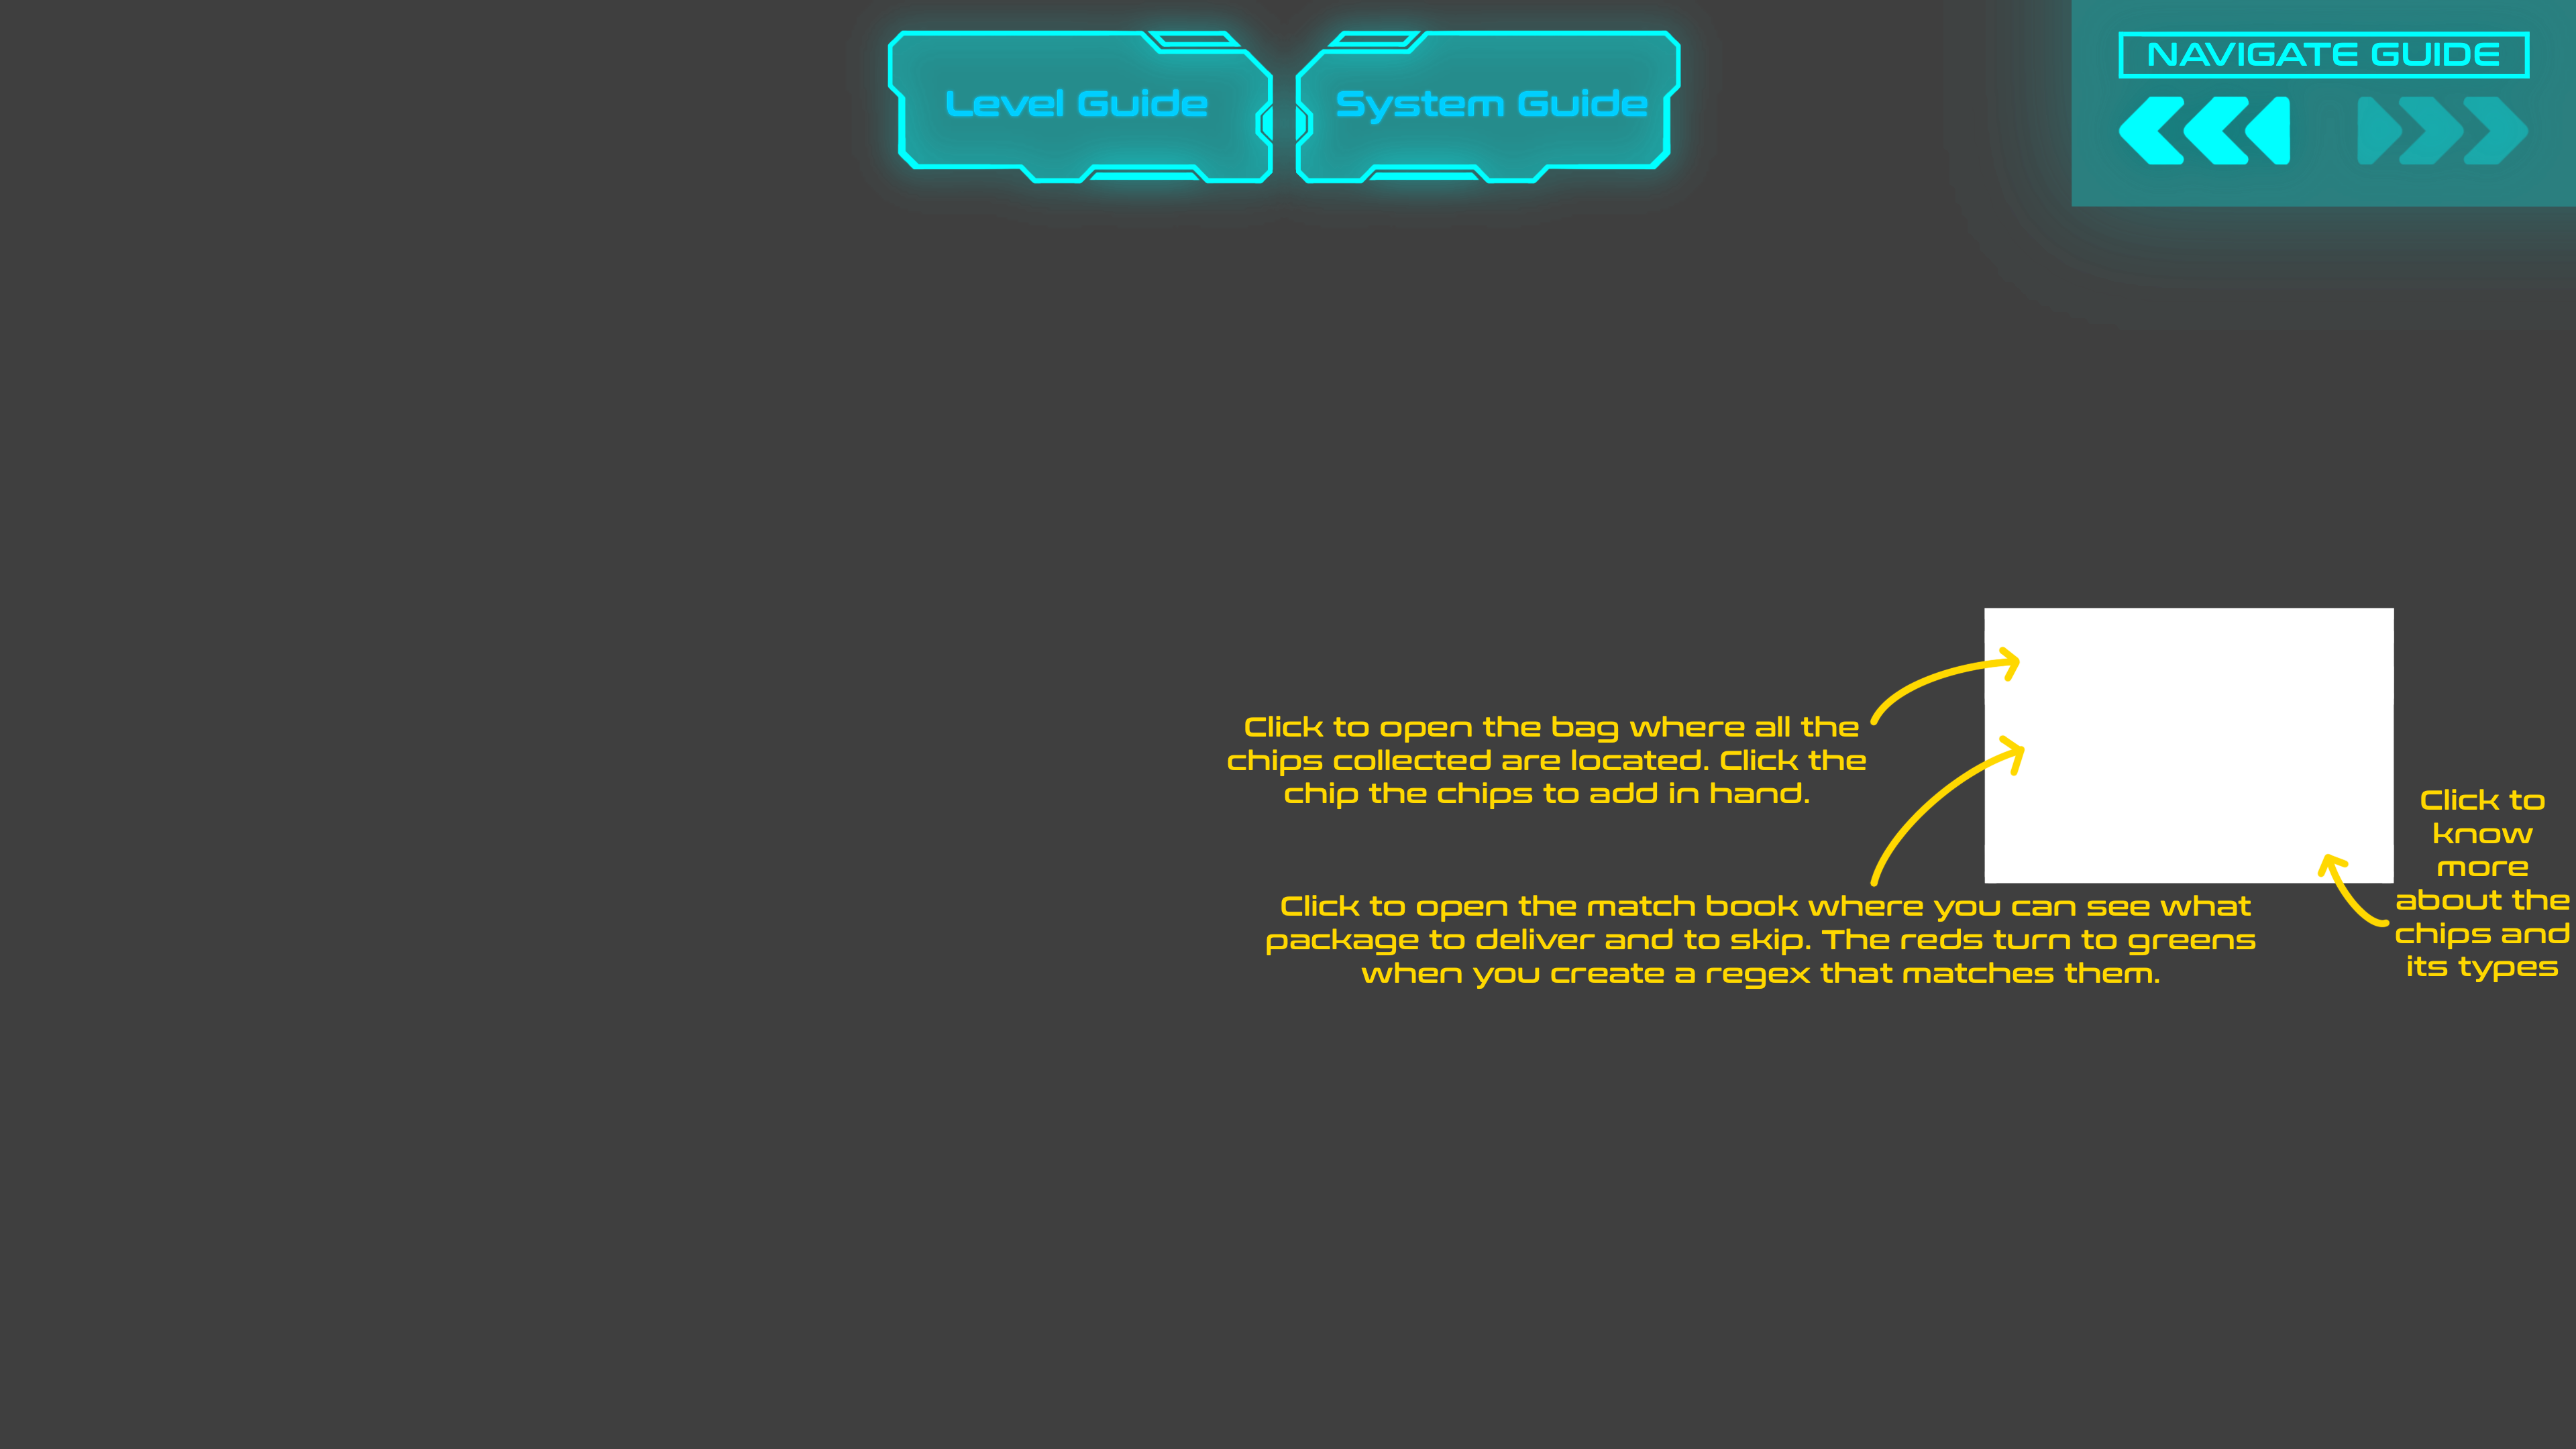 Level Guide
System Guide
NAVIGATE GUIDE
Click to open the bag where all the
chips collected are located. Click the
chip the chips to add in hand.
Click to open the match book where you can see what
package to deliver and to skip. The reds turn to greens
when you create a regex that matches them.
Click to
know
more
about the
chips and
its types